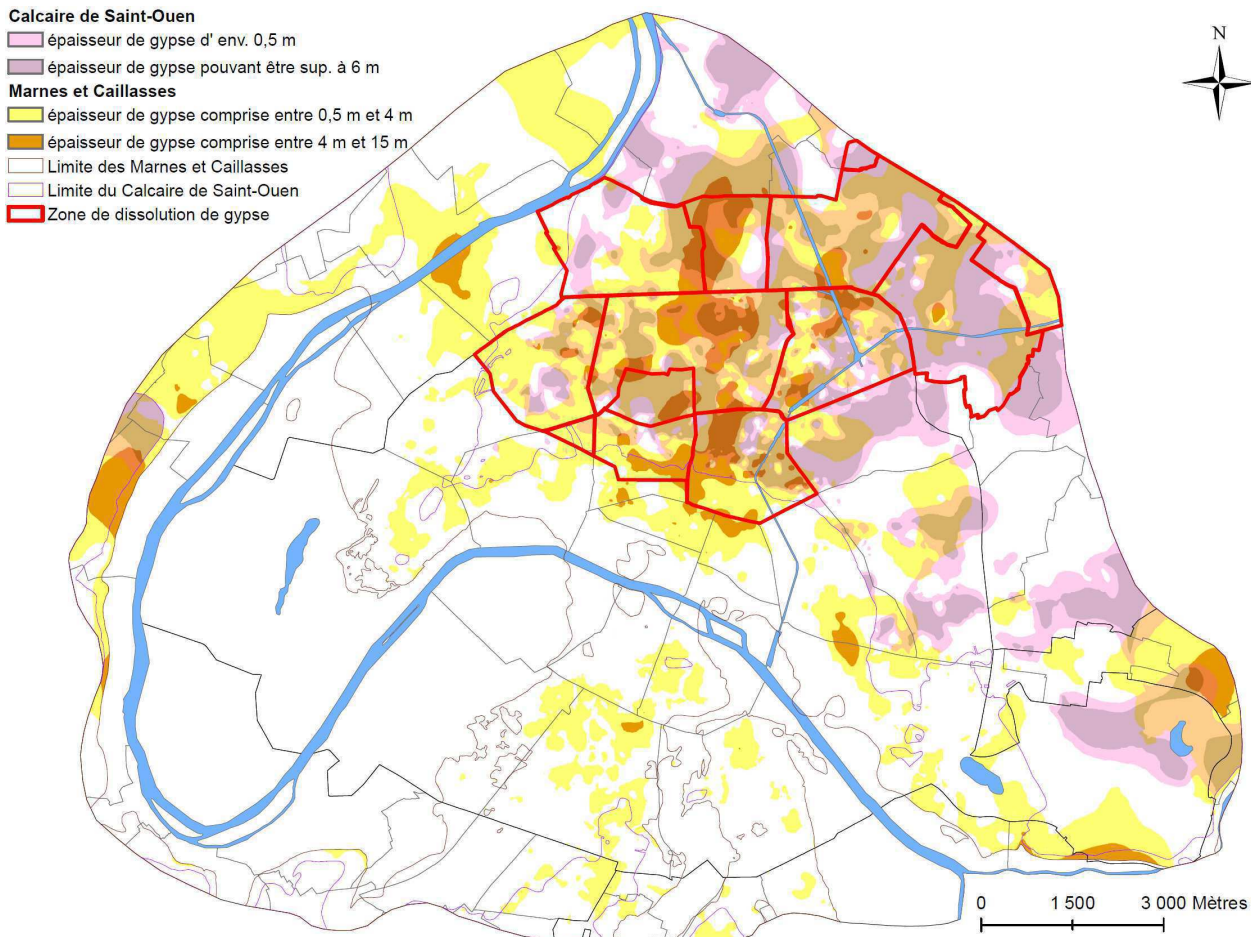 Calcaire de Saint-Ouen
épaisseur de gypse d' env. 0,5 m
épaisseur de gypse pouvant être sup. à 6 m
Marnes et Caillasses
épaisseur de gypse comprise entre 0,5 m et 4 m
épaisseur de gypse comprise entre 4 m et 15 m
Limite des Marnes et Caillasses
Limite du Calcaire de Saint-Ouen
Zone de dissolution de gypse
N
0 1 500 3 000 Mètres